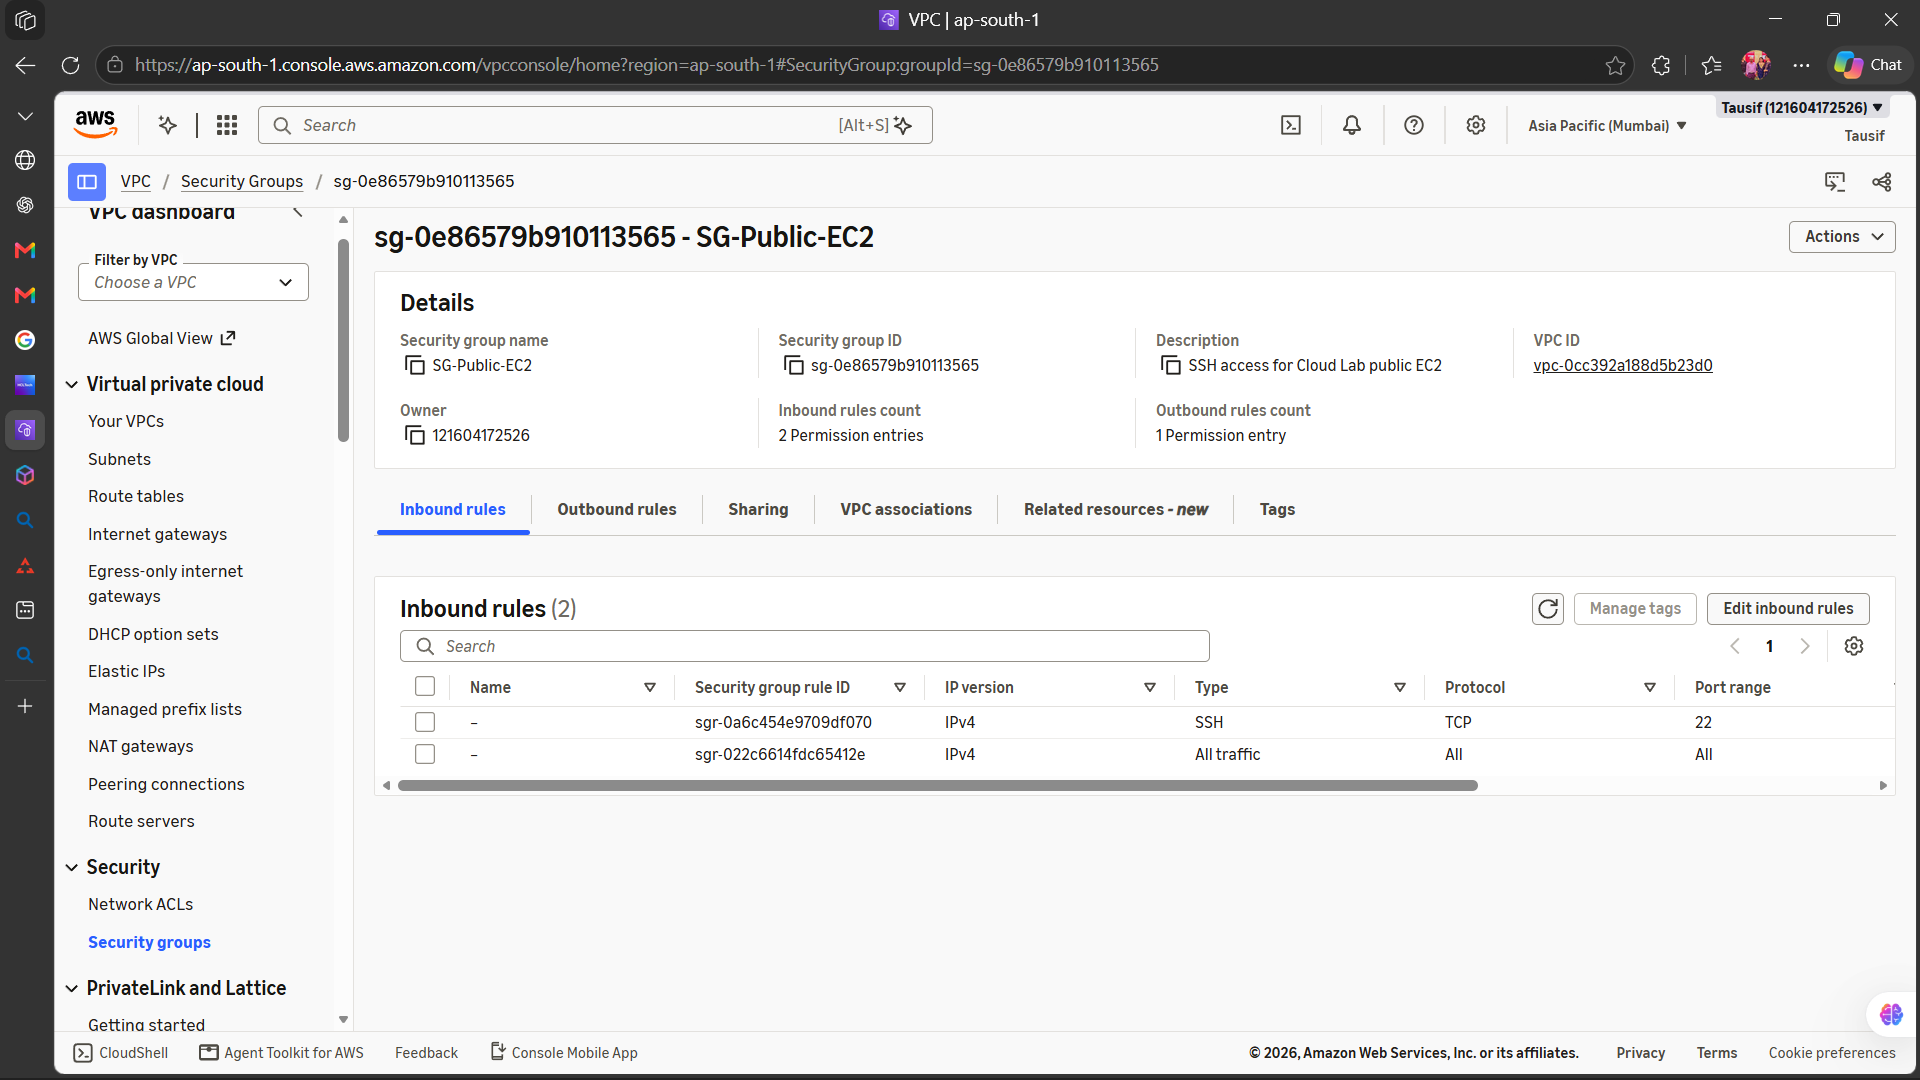 VPC | ap-south-1
https://ap-south-1.console.aws.amazon.com/vpcconsole/home?region=ap-south-1#SecurityGroup:groupId=sg-0e86579b910113565
Chat
aws
Search
[Alt+S]
Asia Pacific (Mumbai)
Tausif (121604172526)
Tausif
VPC / Security Groups / sg-0e86579b910113565
VPC dashboard
Filter by VPC
Choose a VPC
AWS Global View
Virtual private cloud
Your VPCs
Subnets
Route tables
Internet gateways
Egress-only internet
gateways
DHCP option sets
Elastic IPs
Managed prefix lists
NAT gateways
Peering connections
Route servers
Security
Network ACLs
Security groups
PrivateLink and Lattice
Getting started
sg-0e86579b910113565 - SG-Public-EC2
Actions
Details
Security group name
SG-Public-EC2
Security group ID
sg-0e86579b910113565
Description
SSH access for Cloud Lab public EC2
VPC ID
vpc-0cc392a188d5b23d0
Owner
121604172526
Inbound rules count
2 Permission entries
Outbound rules count
1 Permission entry
Inbound rules
Outbound rules
Sharing
VPC associations
Related resources - new
Tags
Inbound rules (2)
Manage tags
Edit inbound rules
Search
1
Name Security group rule ID IP version Type Protocol Port range
– sgr-0a6c454e9709df070 IPv4 SSH TCP 22
– sgr-022c6614fdc65412e IPv4 All traffic All All
CloudShell
Agent Toolkit for AWS
Feedback
Console Mobile App
© 2026, Amazon Web Services, Inc. or its affiliates.
Privacy
Terms
Cookie preferences